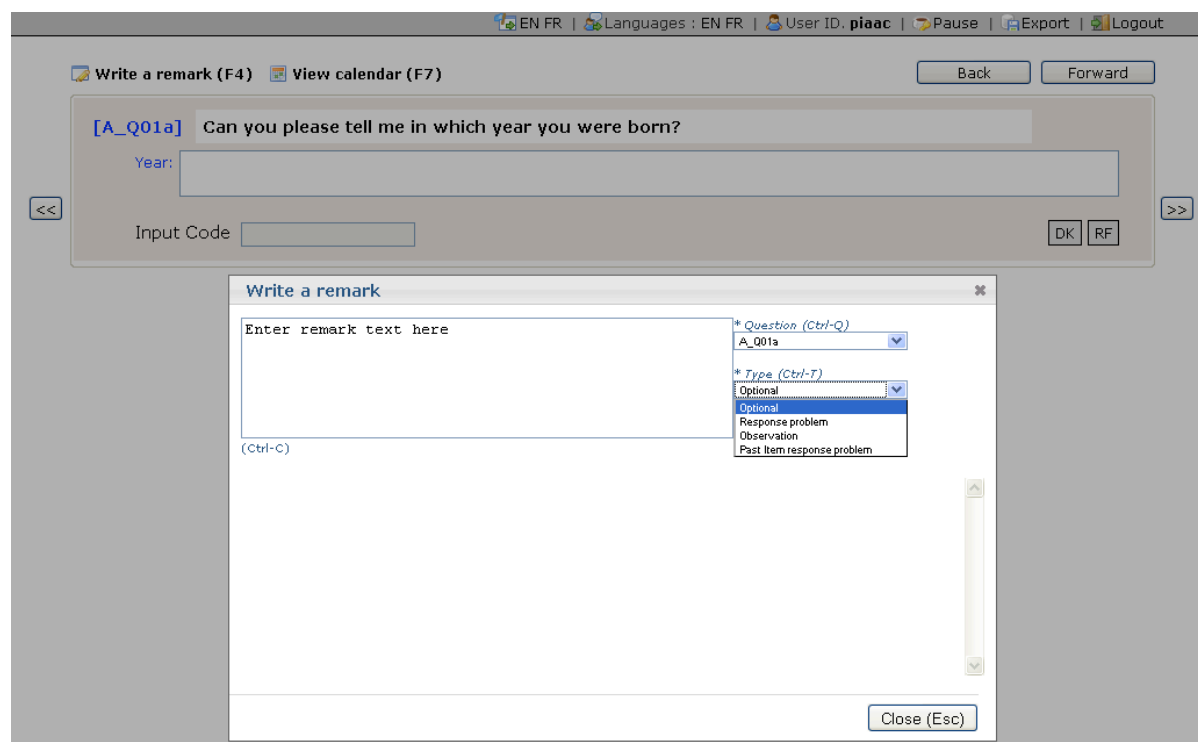 EN FR | Languages : EN FR | User ID. piaac | Pause | Export | Logout
Write a remark (F4) View calendar (F7) Back Forward
[A_Q01a] Can you please tell me in which year you were born?
Year:
<< >>
Input Code DK RF
Write a remark
Enter remark text here
* Question (Ctrl-Q)
A_Q01a
* Type (Ctrl-T)
Optional
Optional
Response problem
Observation
Past Item response problem
(Ctrl-C)
Close (Esc)